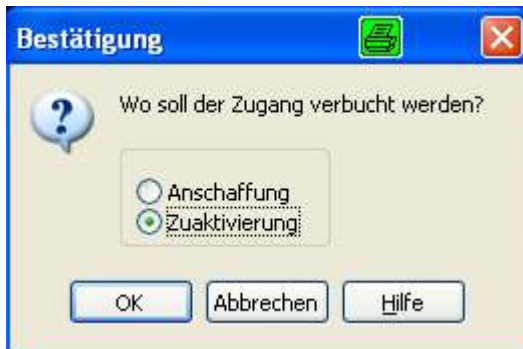 Bestätigung
Wo soll der Zugang verbucht werden?
Anschaffung
Zuaktivierung
OK Abbrechen Hilfe